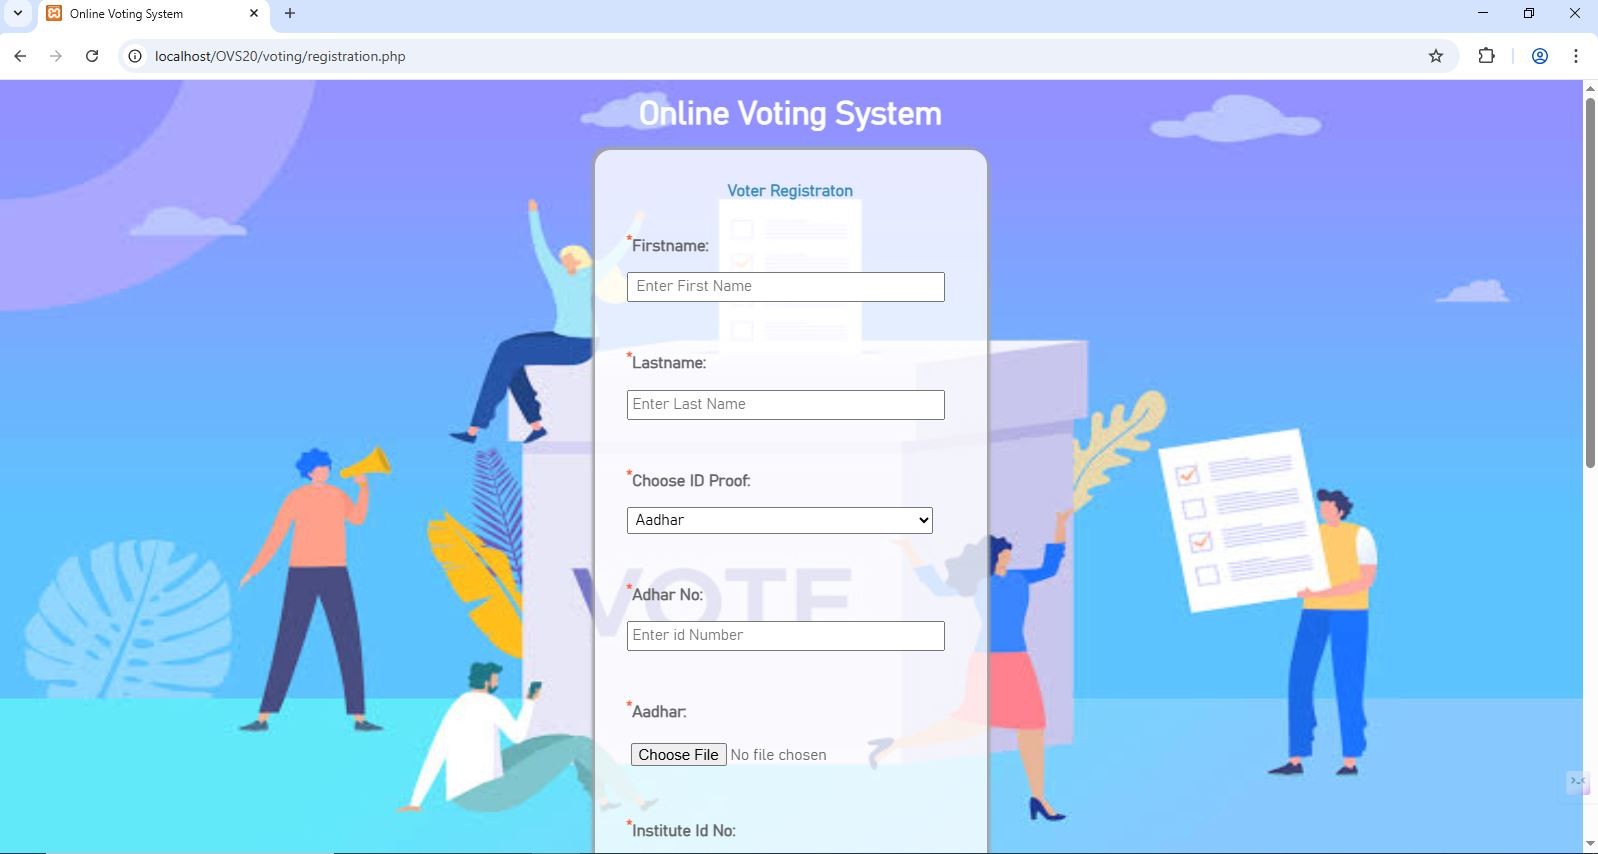 Online Voting System
localhost/OVS20/voting/registration.php
Online Voting System
Voter Registraton
*Firstname:
Enter First Name
*Lastname:
Enter Last Name
*Choose ID Proof:
Aadhar
*Adhar No:
Enter id Number
VOTE
*Aadhar:
Choose File No file chosen
*Institute Id No: